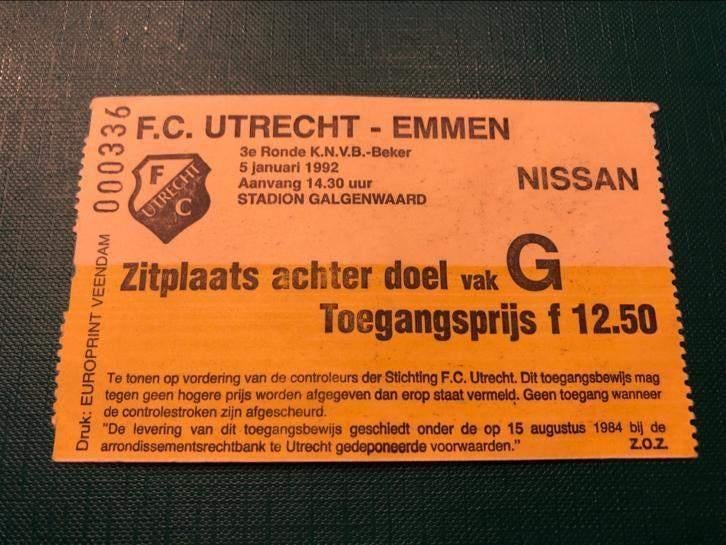 000336
F.C. UTRECHT - EMMEN
3e Ronde K.N.V.B.-Beker
5 januari 1992
Aanvang 14.30 uur
STADION GALGENWAARD
NISSAN
F
UTRECHT
C
Zitplaats achter doel vak G
Toegangsprijs f 12.50
Te tonen op vordering van de controleurs der Stichting F.C. Utrecht. Dit toegangsbewijs mag
tegen geen hogere prijs worden afgegeven dan erop staat vermeld. Geen toegang wanneer
de controlestroken zijn afgescheurd.
"De levering van dit toegangsbewijs geschiedt onder de op 15 augustus 1984 bij de
arrondissementsrechtbank te Utrecht gedeponeerde voorwaarden."
Z.O.Z.
Druk: EUROPRINT VEENDAM